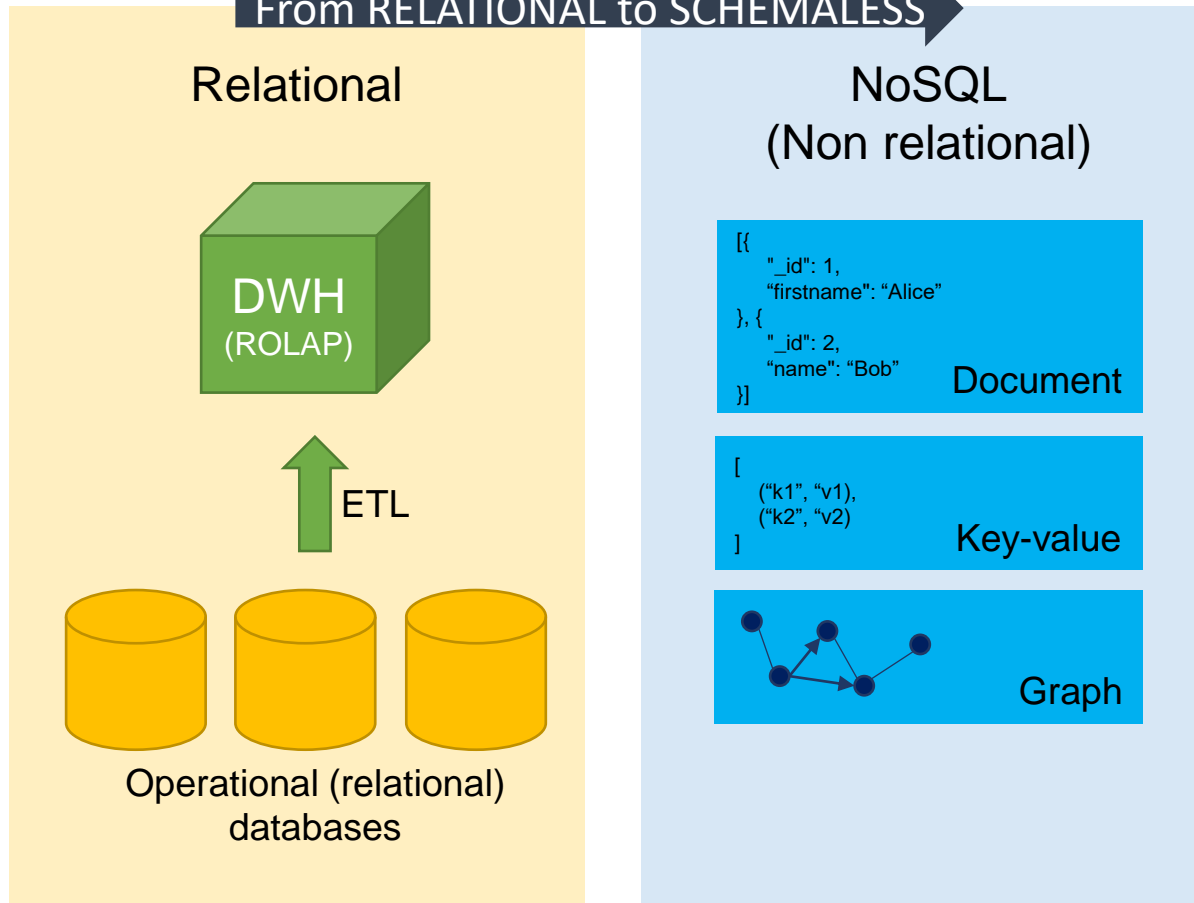 From RELATIONAL to SCHEMALESS
Relational
DWH
(ROLAP)
ETL
Operational (relational)
databases
NoSQL
(Non relational)
[{
"_id": 1,
“firstname": “Alice”
}, {
"_id": 2,
“name": “Bob”
}]
Document
[
(“k1”, “v1),
(“k2”, “v2)
]
Key-value
Graph